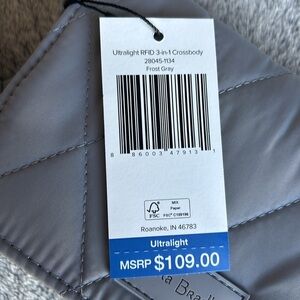 Ultralight RFID 3-in-1 Crossbody
28045-1134
Frost Gray
8 86003 47913 1
FSC
MIX
Paper
Roanoke, IN 46783
Ultralight
MSRP $109.00